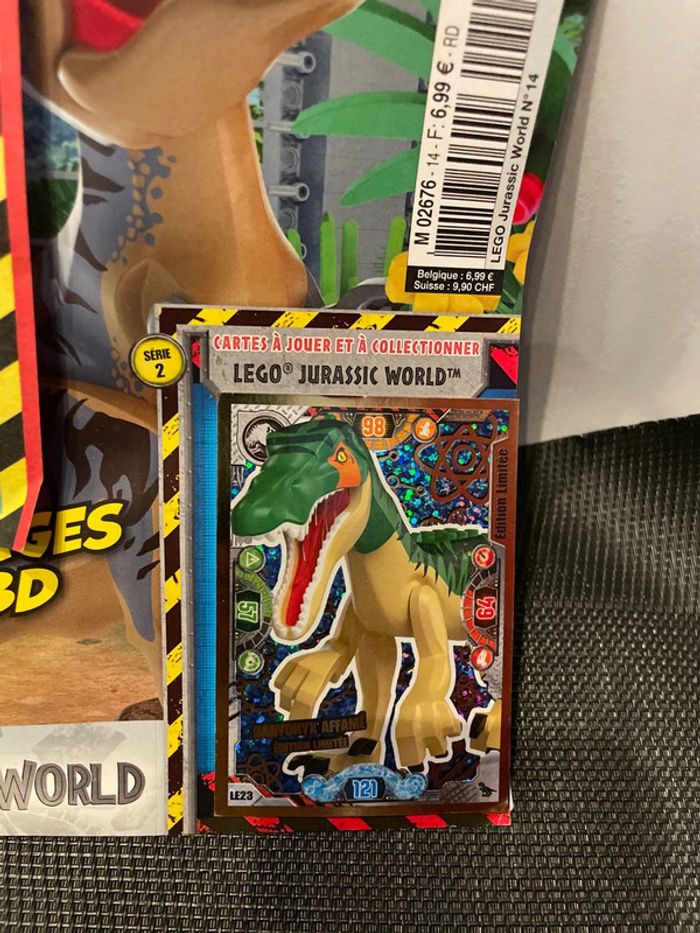 M 02676 - 14 - F: 6,99 € - RD
LEGO Jurassic World N° 14
Belgique : 6,99 €
Suisse : 9,90 CHF
SÉRIE
2
CARTES À JOUER ET À COLLECTIONNER
LEGO® JURASSIC WORLD™
98
Édition Limitée
57
64
GES
BD
BARYONYX AFFAMÉ
ÉDITION LIMITÉE
WORLD
LE23
121